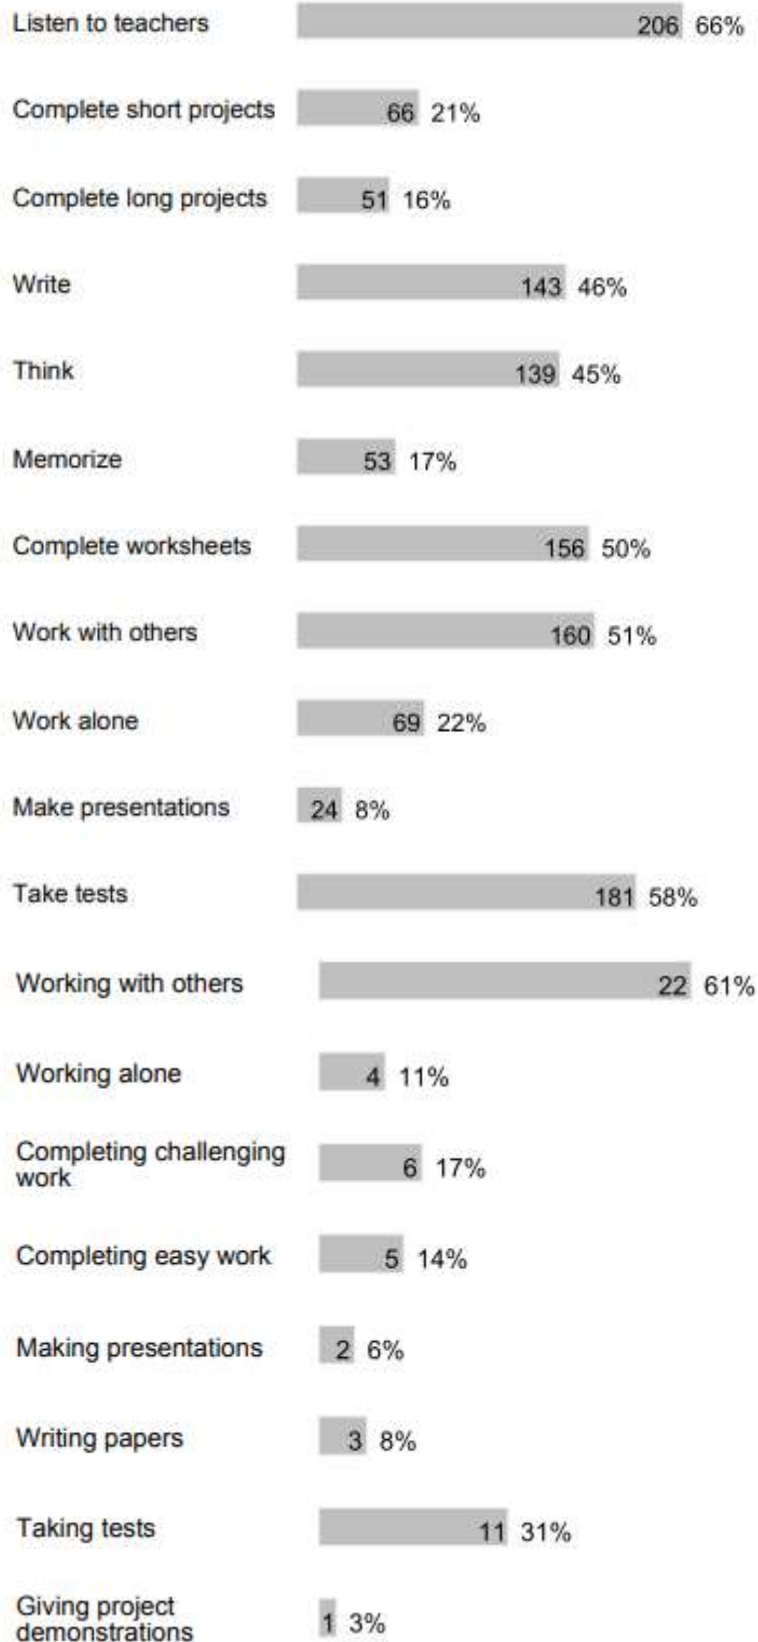 Listen to teachers 206 66%
Complete short projects 66 21%
Complete long projects 51 16%
Write 143 46%
Think 139 45%
Memorize 53 17%
Complete worksheets 156 50%
Work with others 160 51%
Work alone 69 22%
Make presentations 24 8%
Take tests 181 58%
Working with others 22 61%
Working alone 4 11%
Completing challenging
work 6 17%
Completing easy work 5 14%
Making presentations 2 6%
Writing papers 3 8%
Taking tests 11 31%
Giving project
demonstrations 1 3%